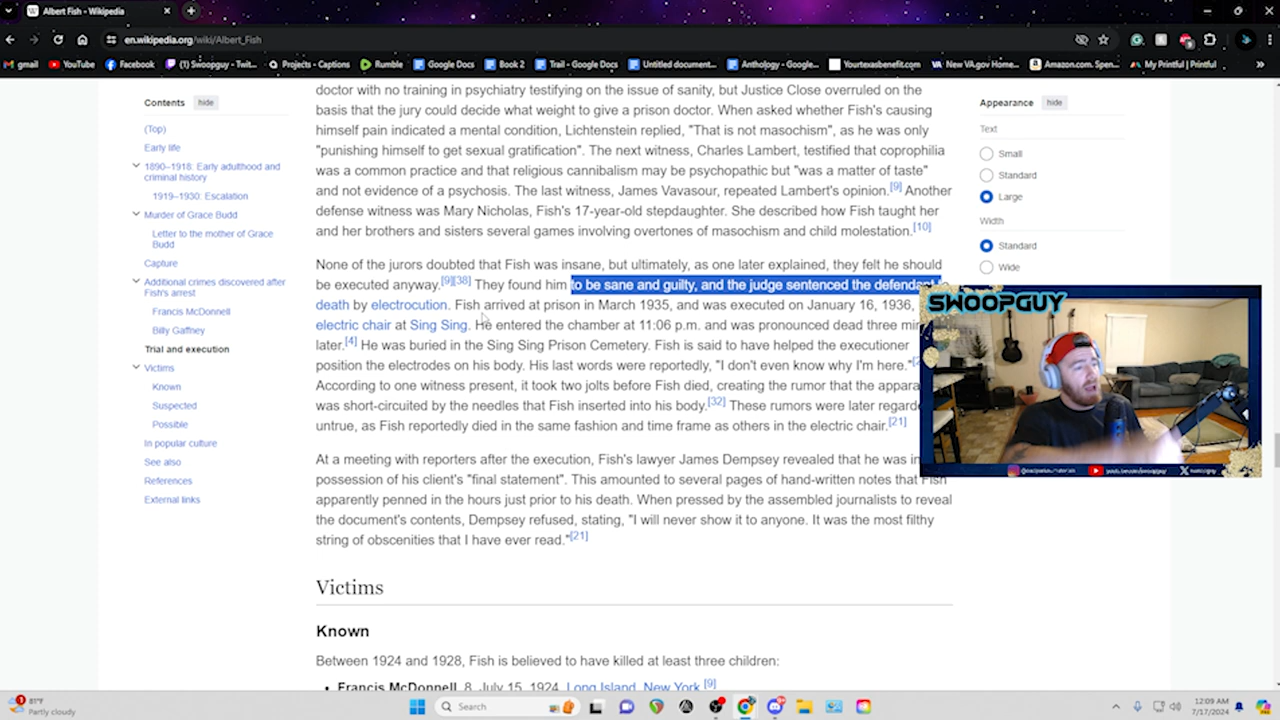 Albert Fish - Wikipedia
en.wikipedia.org/wiki/Albert_Fish
gmail
YouTube
Facebook
(1) Swoopguy - Twit...
Projects - Captions
Rumble
Google Docs
Book 2
Trail - Google Docs
Untitled document...
Anthology - Google...
Yourtexasbenefit.com
New VA.gov Home...
Amazon.com. Spen...
My Printful | Printful
Contents hide
(Top)
Early life
1890–1918: Early adulthood and
criminal history
1919–1930: Escalation
Murder of Grace Budd
Letter to the mother of Grace
Budd
Capture
Additional crimes discovered after
Fish's arrest
Francis McDonnell
Billy Gaffney
Trial and execution
Victims
Known
Suspected
Possible
In popular culture
See also
References
External links
doctor with no training in psychiatry testifying on the issue of sanity, but Justice Close overruled on the
basis that the jury could decide what weight to give a prison doctor. When asked whether Fish's causing
himself pain indicated a mental condition, Lichtenstein replied, "That is not masochism", as he was only
"punishing himself to get sexual gratification". The next witness, Charles Lambert, testified that coprophilia
was a common practice and that religious cannibalism may be psychopathic but "was a matter of taste"
and not evidence of a psychosis. The last witness, James Vavasour, repeated Lambert's opinion.[9] Another
defense witness was Mary Nicholas, Fish's 17-year-old stepdaughter. She described how Fish taught her
and her brothers and sisters several games involving overtones of masochism and child molestation.[10]
None of the jurors doubted that Fish was insane, but ultimately, as one later explained, they felt he should
be executed anyway.[9][38] They found him to be sane and guilty, and the judge sentenced the defendant
death by electrocution. Fish arrived at prison in March 1935, and was executed on January 16, 1936,
electric chair at Sing Sing. He entered the chamber at 11:06 p.m. and was pronounced dead three min
later.[4] He was buried in the Sing Sing Prison Cemetery. Fish is said to have helped the executioner
position the electrodes on his body. His last words were reportedly, "I don't even know why I'm here."
According to one witness present, it took two jolts before Fish died, creating the rumor that the appara
was short-circuited by the needles that Fish inserted into his body.[32] These rumors were later regarde
untrue, as Fish reportedly died in the same fashion and time frame as others in the electric chair.[21]
At a meeting with reporters after the execution, Fish's lawyer James Dempsey revealed that he was in
possession of his client's "final statement". This amounted to several pages of hand-written notes that Fish
apparently penned in the hours just prior to his death. When pressed by the assembled journalists to reveal
the document's contents, Dempsey refused, stating, "I will never show it to anyone. It was the most filthy
string of obscenities that I have ever read."[21]
Victims
Known
Between 1924 and 1928, Fish is believed to have killed at least three children:
• Francis McDonnell, 8, July 15, 1924, Long Island, New York.[9]
Appearance hide
Text
Small
Standard
Large
Width
Standard
Wide
SWOOPGUY
81°F
Partly cloudy
Search
12:09 AM
7/17/2024